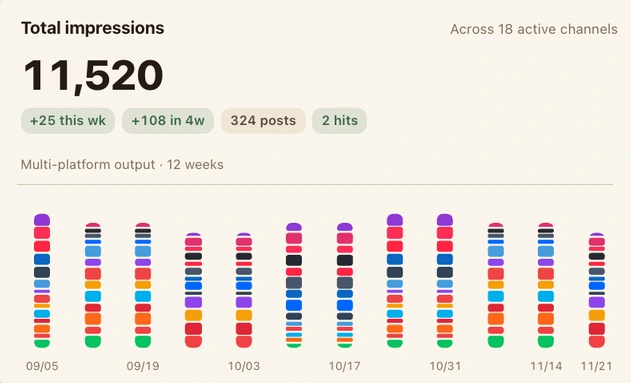 Total impressions
Across 18 active channels
11,520
+25 this wk
+108 in 4w
324 posts
2 hits
Multi-platform output · 12 weeks
09/05
09/19
10/03
10/17
10/31
11/14
11/21